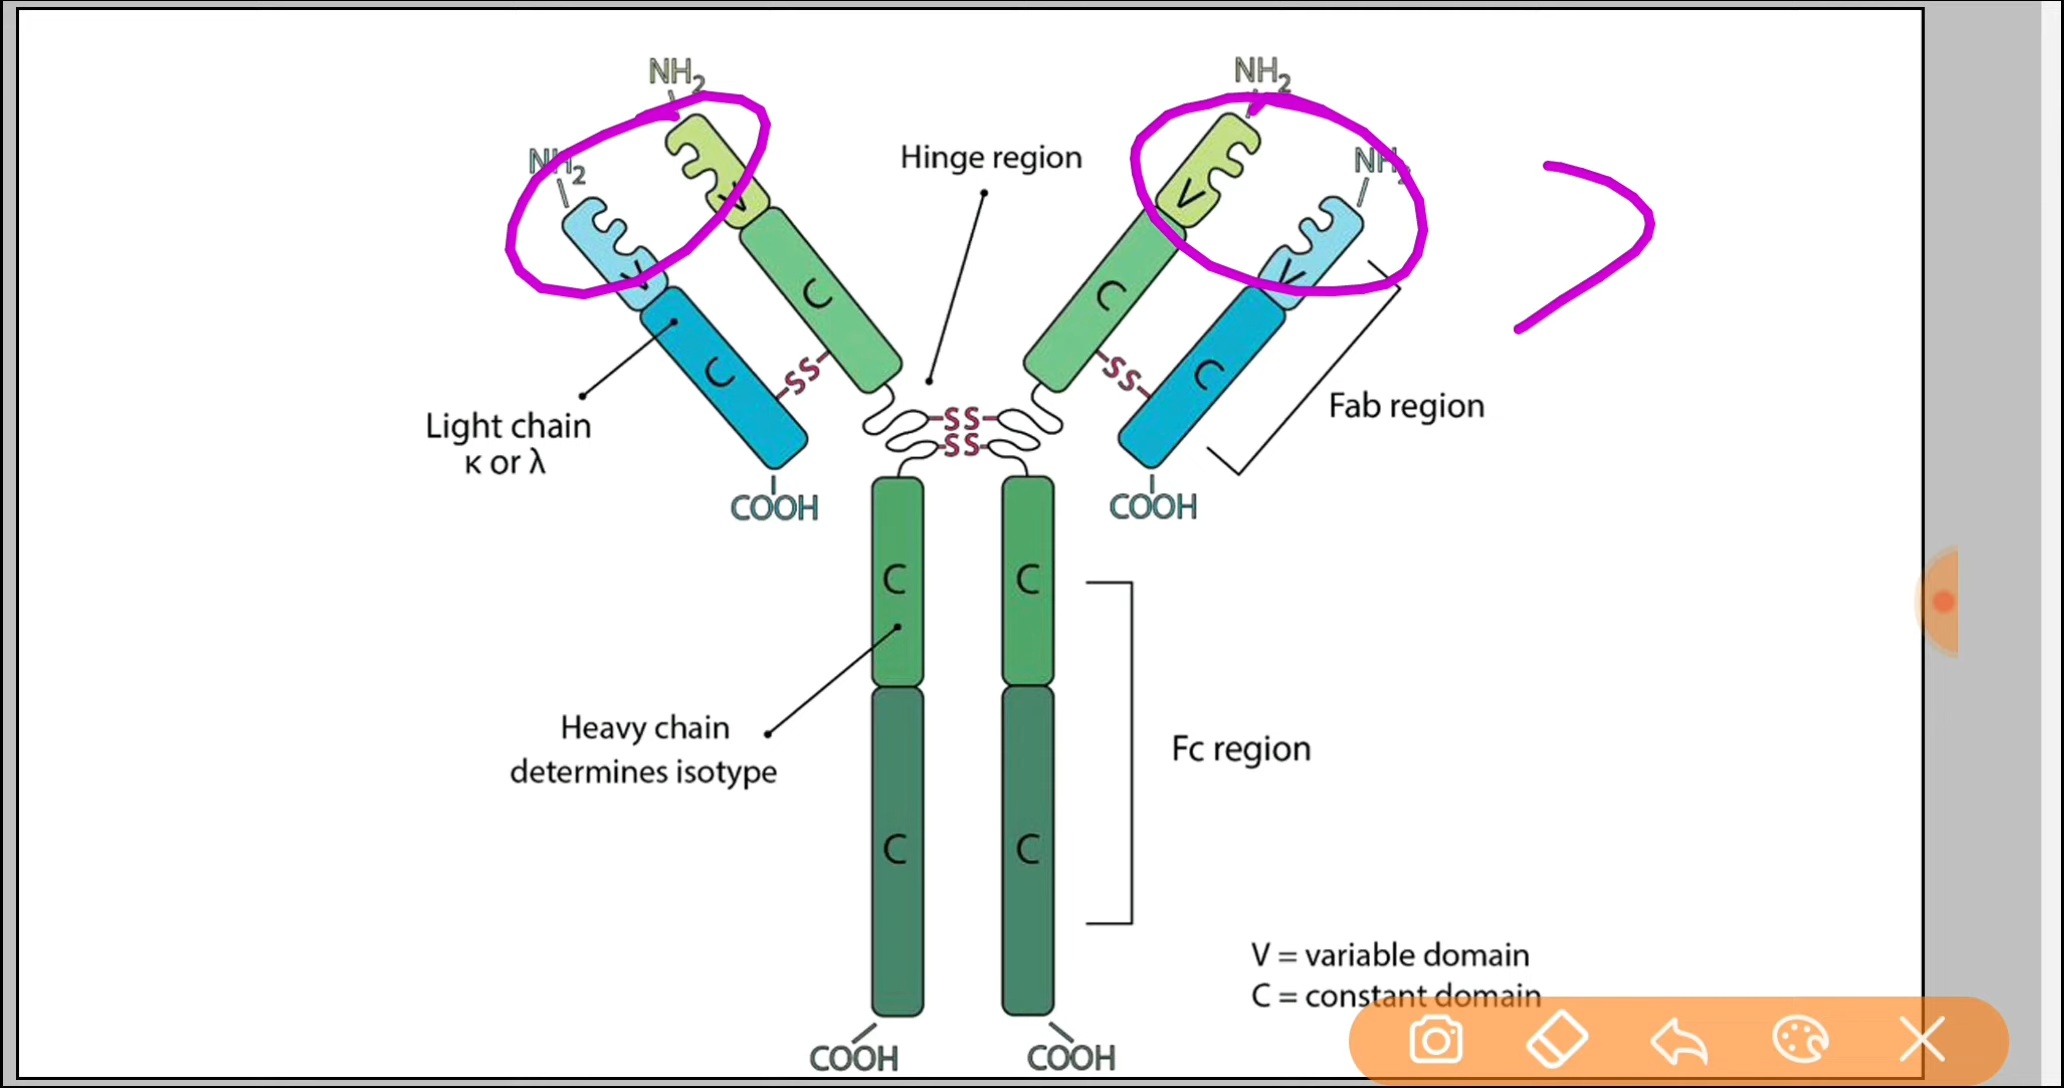 NH2
NH2
NH2
NH2
Hinge region
V
V
V
V
C
C
C
C
SS
SS
Light chain
κ or λ
Fab region
SS
SS
COOH
COOH
C
C
Heavy chain
determines isotype
Fc region
C
C
V = variable domain
C = constant domain
COOH
COOH